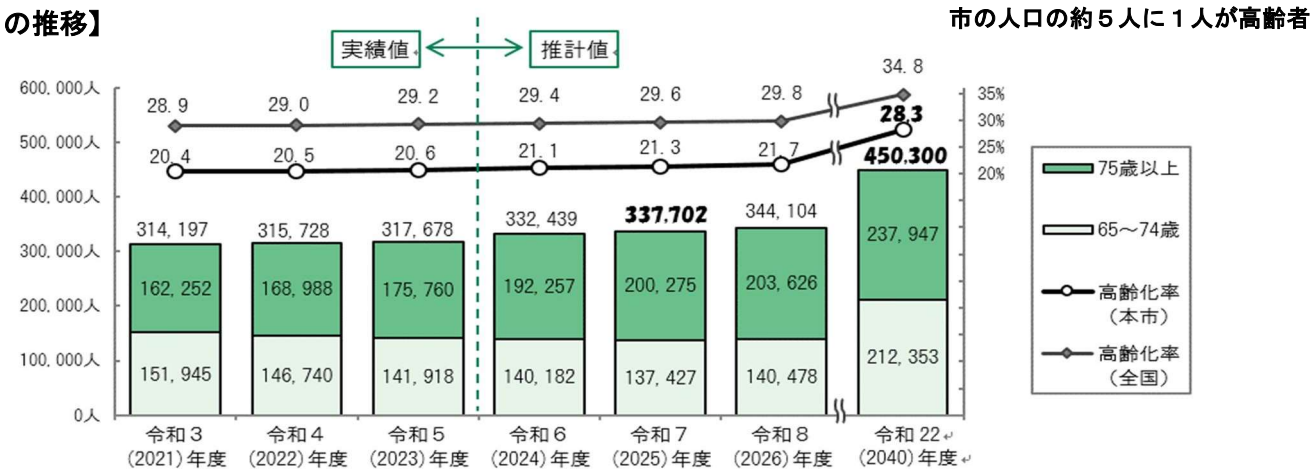 の推移】
市の人口の約５人に１人が高齢者
実績値
推計値
600,000人
500,000人
400,000人
300,000人
200,000人
100,000人
0人
28.9
29.0
29.2
29.4
29.6
29.8
34.8
20.4
20.5
20.6
21.1
21.3
21.7
28.3
35%
30%
25%
20%
314,197
315,728
317,678
332,439
337.702
344,104
450.300
162,252
168,988
175,760
192,257
200,275
203,626
237,947
151,945
146,740
141,918
140,182
137,427
140,478
212,353
令和３
(2021)年度
令和４
(2022)年度
令和５
(2023)年度
令和６
(2024)年度
令和７
(2025)年度
令和８
(2026)年度
令和22
(2040)年度
75歳以上
65～74歳
高齢化率
（本市）
高齢化率
（全国）